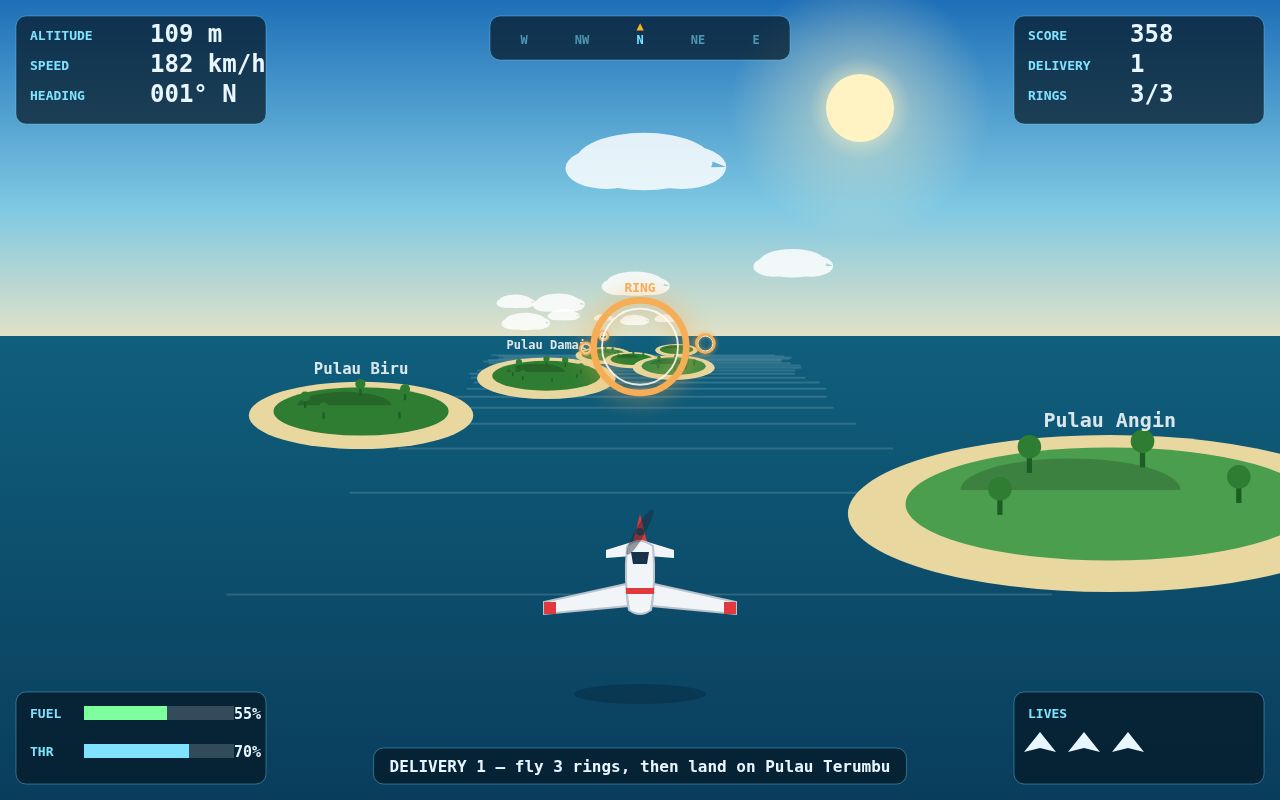 ALTITUDE 109 m
SPEED 182 km/h
HEADING 001° N
W NW N NE E
SCORE 358
DELIVERY 1
RINGS 3/3
RING
Pulau Damai
Pulau Biru
Pulau Angin
FUEL 55%
THR 70%
DELIVERY 1 — fly 3 rings, then land on Pulau Terumbu
LIVES